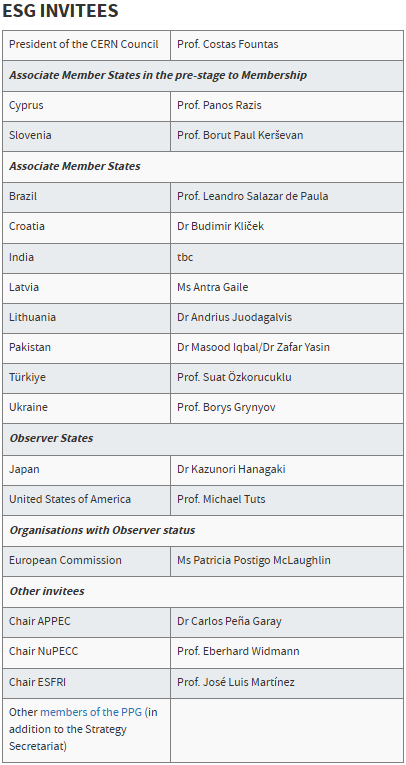 ESG INVITEES
President of the CERN Council Prof. Costas Fountas
Associate Member States in the pre-stage to Membership
Cyprus Prof. Panos Razis
Slovenia Prof. Borut Paul Kerševan
Associate Member States
Brazil Prof. Leandro Salazar de Paula
Croatia Dr Budimir Kliček
India tbc
Latvia Ms Antra Gaile
Lithuania Dr Andrius Juodagalvis
Pakistan Dr Masood Iqbal/Dr Zafar Yasin
Türkiye Prof. Suat Özkorucuklu
Ukraine Prof. Borys Grynyov
Observer States
Japan Dr Kazunori Hanagaki
United States of America Prof. Michael Tuts
Organisations with Observer status
European Commission Ms Patricia Postigo McLaughlin
Other invitees
Chair APPEC Dr Carlos Peña Garay
Chair NuPECC Prof. Eberhard Widmann
Chair ESFRI Prof. José Luis Martínez
Other members of the PPG (in
addition to the Strategy
Secretariat)